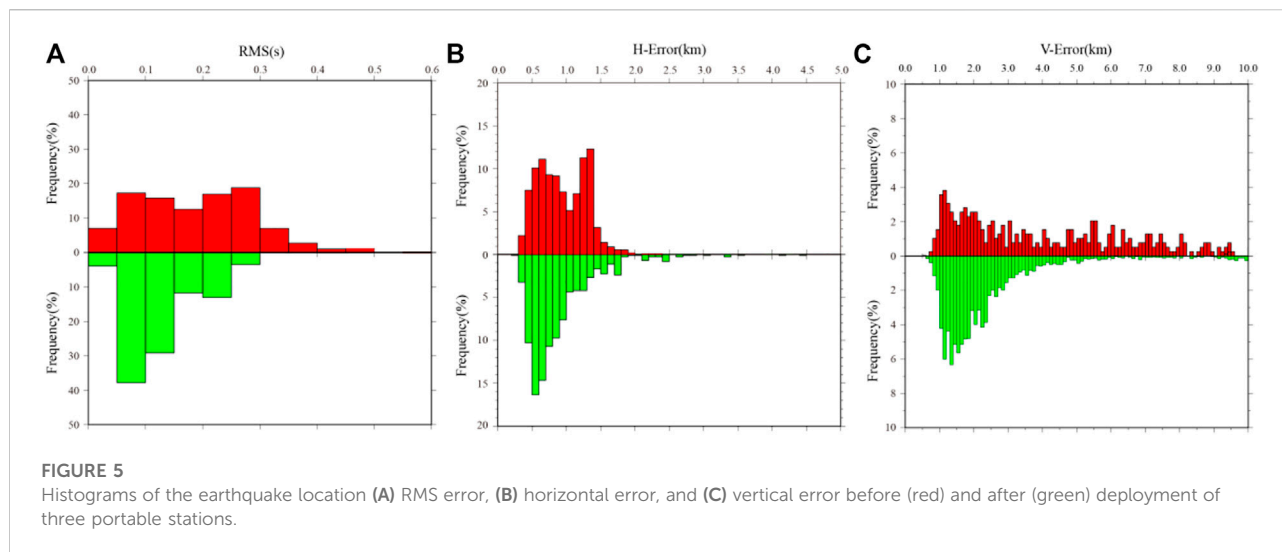 A
RMS(s)
0.0 0.1 0.2 0.3 0.4 0.5 0.6
50
40
30
20
10
0
10
20
30
40
50
Frequency(%)
Frequency(%)
B
H-Error(km)
0.5 1.0 1.5 2.0 2.5 3.0 3.5 4.0 4.5 5.0
20
15
10
5
0
5
10
15
20
Frequency(%)
Frequency(%)
C
V-Error(km)
0.0 1.0 2.0 3.0 4.0 5.0 6.0 7.0 8.0 9.0 10.0
10
8
6
4
2
0
2
4
6
8
10
Frequency(%)
Frequency(%)
FIGURE 5
Histograms of the earthquake location (A) RMS error, (B) horizontal error, and (C) vertical error before (red) and after (green) deployment of
three portable stations.